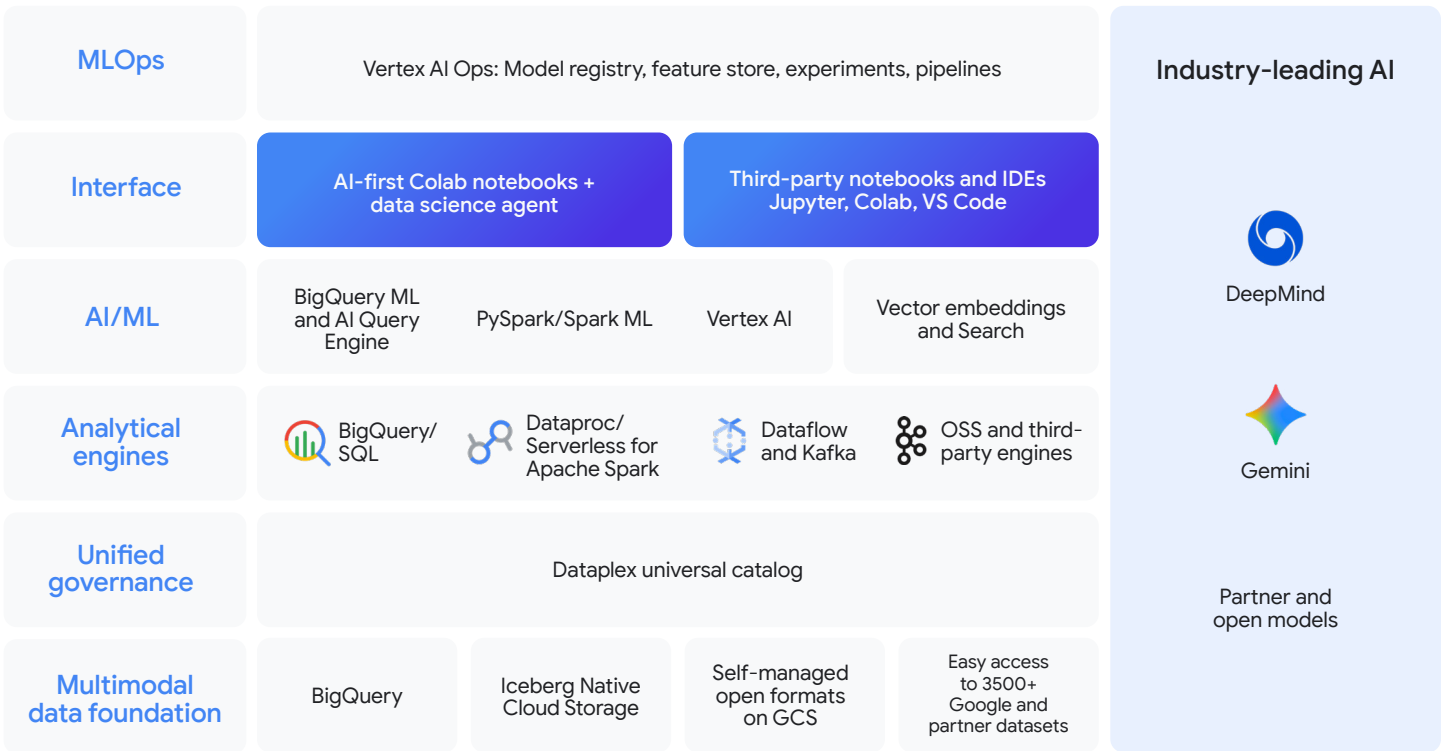 MLOps
Vertex AI Ops: Model registry, feature store, experiments, pipelines
Industry-leading AI
Interface
AI-first Colab notebooks +
data science agent
Third-party notebooks and IDEs
Jupyter, Colab, VS Code
DeepMind
AI/ML
BigQuery ML
and AI Query
Engine
PySpark/Spark ML
Vertex AI
Vector embeddings
and Search
Analytical
engines
BigQuery/
SQL
Dataproc/
Serverless for
Apache Spark
Dataflow
and Kafka
OSS and third-
party engines
Gemini
Unified
governance
Dataplex universal catalog
Partner and
open models
Multimodal
data foundation
BigQuery
Iceberg Native
Cloud Storage
Self-managed
open formats
on GCS
Easy access
to 3500+
Google and
partner datasets